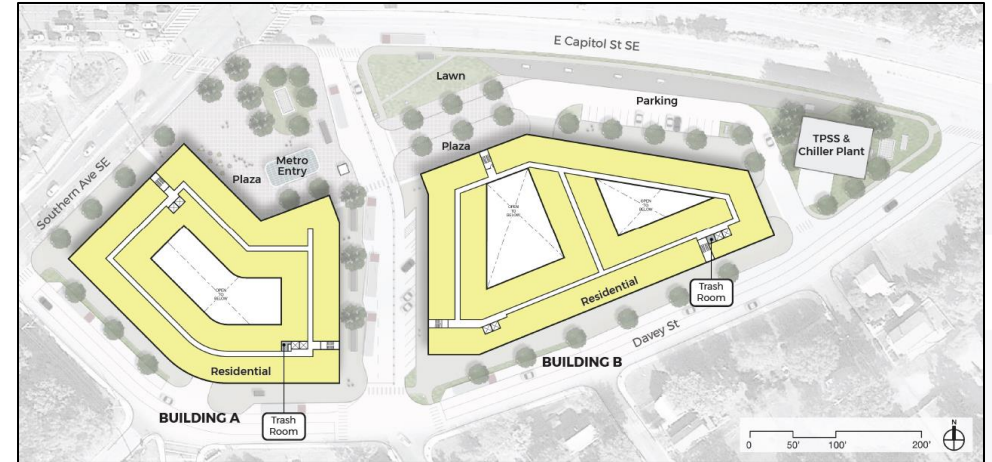 E Capitol St SE
Lawn
Parking
TPSS &
Chiller Plant
Plaza
Metro
Entry
Plaza
Southern Ave SE
OPEN
TO
BELOW
OPEN
TO
BELOW
OPEN
TO
BELOW
Trash
Room
Residential
Davey St
Residential
BUILDING B
BUILDING A
Trash
Room
N
0 50' 100' 200'